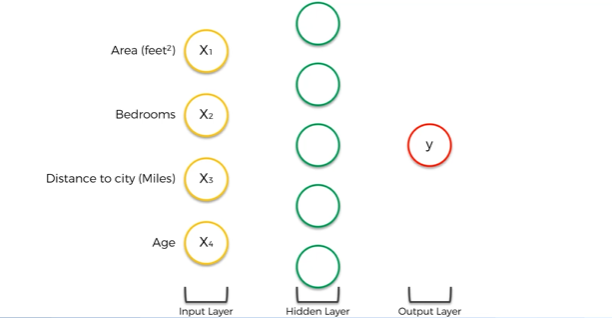 Area (feet²) X₁
Bedrooms X₂
Distance to city (Miles) X₃
Age X₄
y
Input Layer Hidden Layer Output Layer